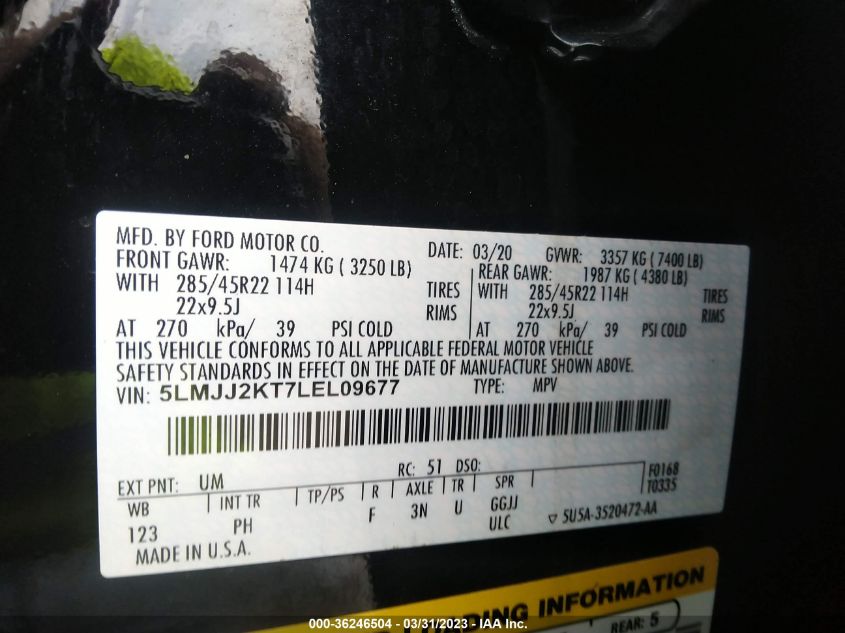 MFD. BY FORD MOTOR CO. DATE: 03/20 GVWR: 3357 KG ( 7400 LB)
FRONT GAWR: 1474 KG ( 3250 LB) REAR GAWR: 1987 KG ( 4380 LB)
WITH 285/45R22 114H TIRES WITH 285/45R22 114H TIRES
22x9.5J RIMS 22x9.5J RIMS
AT 270 kPa/ 39 PSI COLD AT 270 kPa/ 39 PSI COLD
THIS VEHICLE CONFORMS TO ALL APPLICABLE FEDERAL MOTOR VEHICLE
SAFETY STANDARDS IN EFFECT ON THE DATE OF MANUFACTURE SHOWN ABOVE.
VIN: 5LMJJ2KT7LEL09677 TYPE: MPV
EXT PNT: UM RC: 51 DSO: F0168
WB INT TR TP/PS R AXLE TR SPR T0335
123 PH F 3N U GGJJ
ULC 5U5A-3520472-AA
MADE IN U.S.A.
LOADING INFORMATION
REAR: 5
000-36246504 - 03/31/2023 - IAA Inc.